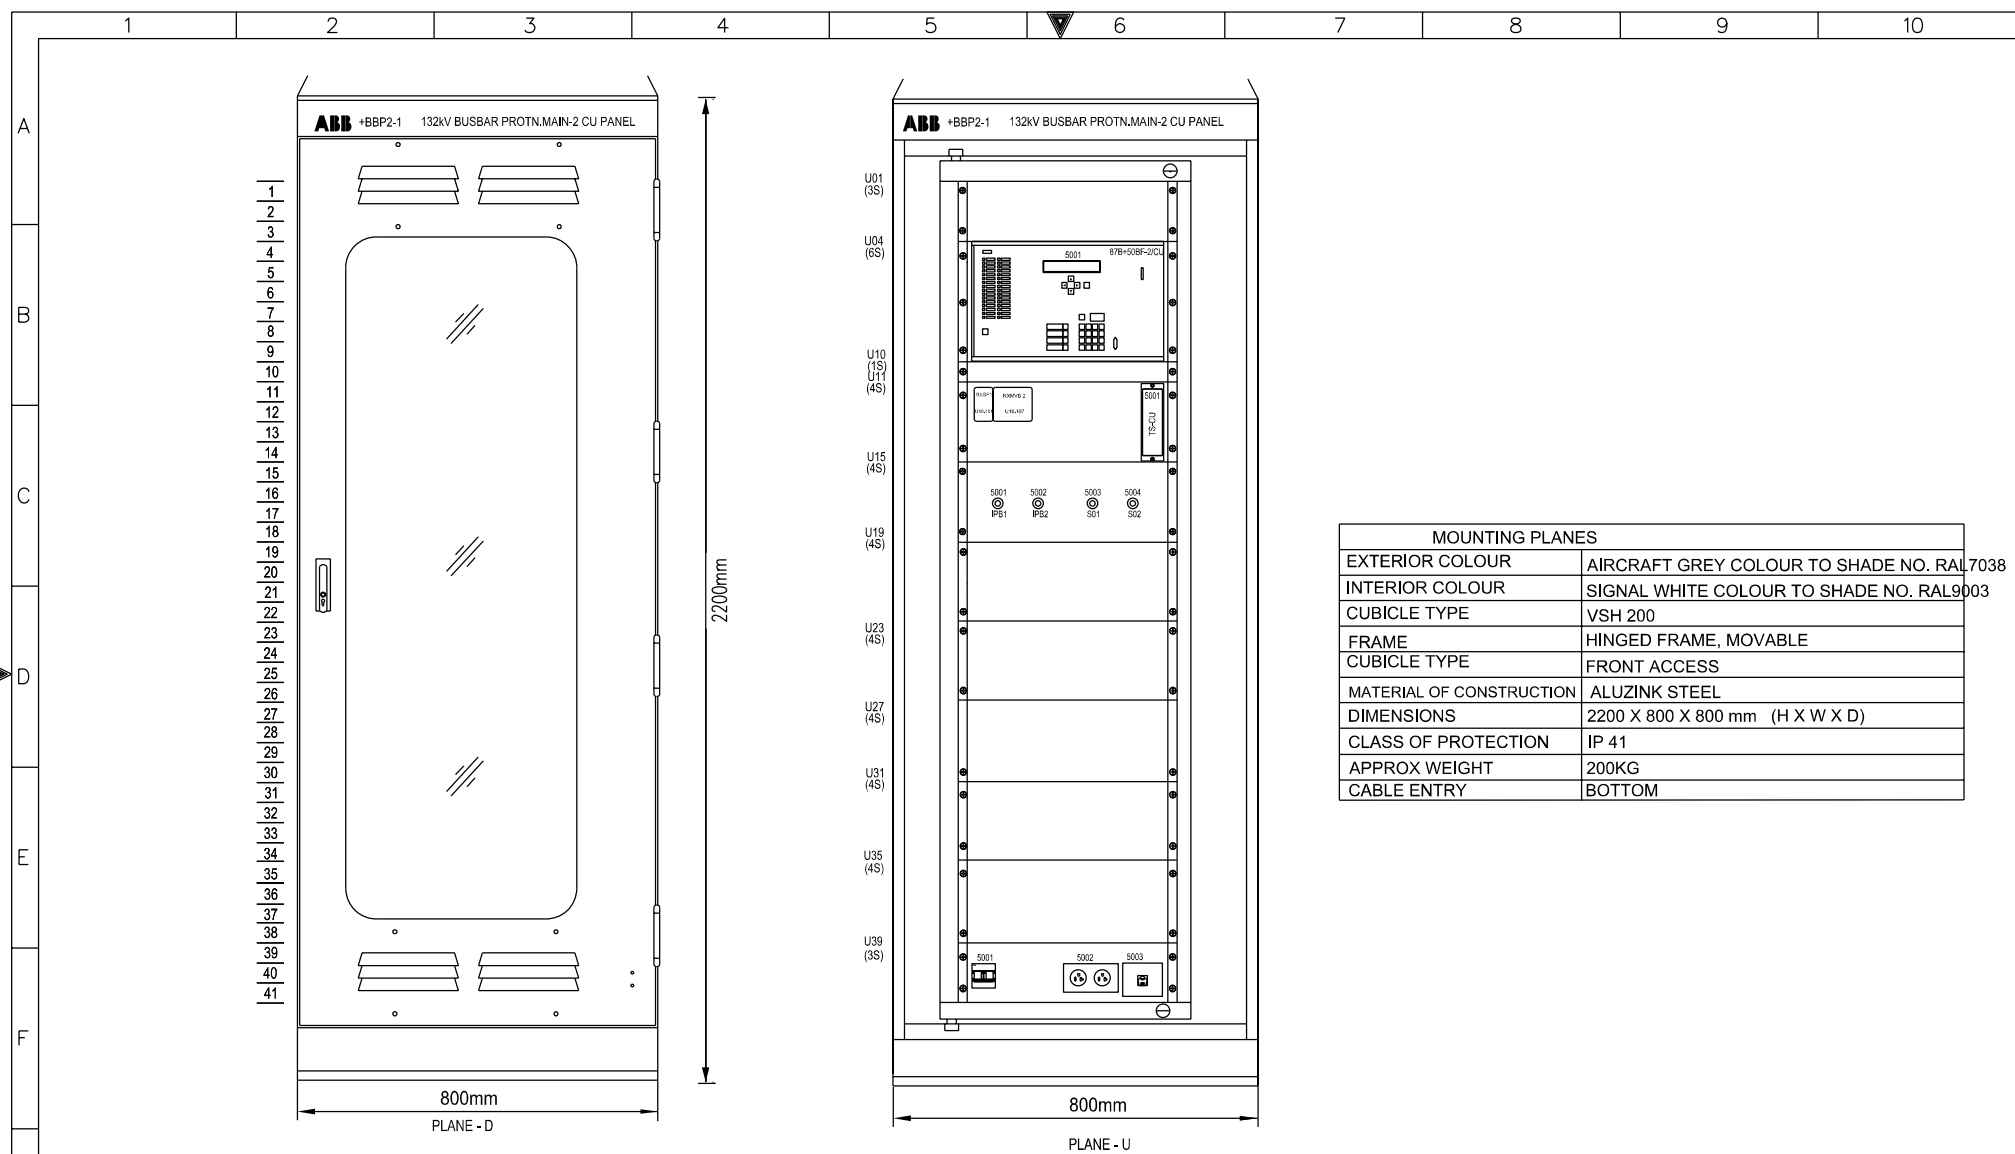 1 2 3 4 5 6 7 8 9 10
A
B
C
D
E
F
ABB +BBP2-1 132kV BUSBAR PROTN.MAIN-2 CU PANEL
1
2
3
4
5
6
7
8
9
10
11
12
13
14
15
16
17
18
19
20
21
22
23
24
25
26
27
28
29
30
31
32
33
34
35
36
37
38
39
40
41
2200mm
800mm
PLANE - D
ABB +BBP2-1 132kV BUSBAR PROTN.MAIN-2 CU PANEL
U01
(3S)
U04
(6S)
5001 87B+50BF-2/CU
U10
(1S)
U11
(4S)
RXSF1 RXMVB 2 5001
U16.101 U16.107
TS-CU
U15
(4S)
5001 5002 5003 5004
IPB1 IPB2 S01 S02
U19
(4S)
U23
(4S)
U27
(4S)
U31
(4S)
U35
(4S)
U39
(3S)
5001 5002 5003
800mm
PLANE - U
MOUNTING PLANES
EXTERIOR COLOUR AIRCRAFT GREY COLOUR TO SHADE NO. RAL7038
INTERIOR COLOUR SIGNAL WHITE COLOUR TO SHADE NO. RAL9003
CUBICLE TYPE VSH 200
FRAME HINGED FRAME, MOVABLE
CUBICLE TYPE FRONT ACCESS
MATERIAL OF CONSTRUCTION ALUZINK STEEL
DIMENSIONS 2200 X 800 X 800 mm (H X W X D)
CLASS OF PROTECTION IP 41
APPROX WEIGHT 200KG
CABLE ENTRY BOTTOM